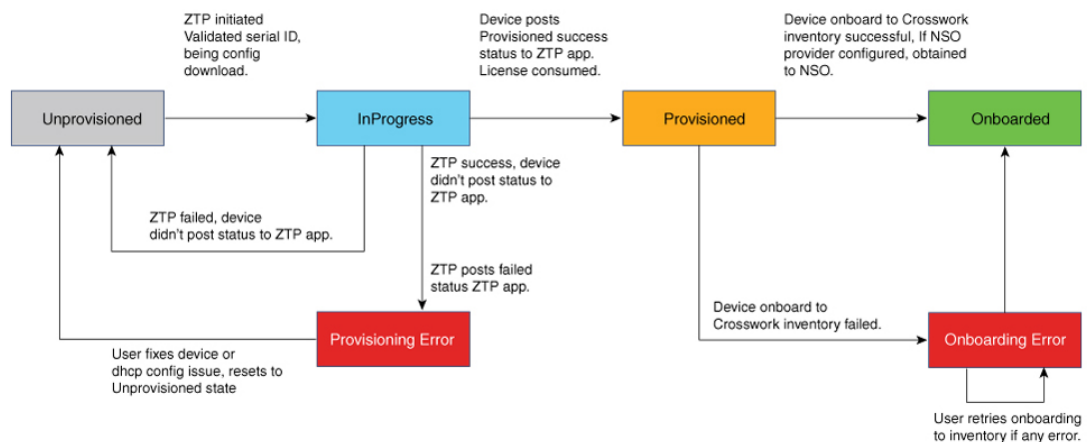 ZTP initiated
Validated serial ID,
being config
download.
Device posts
Provisioned success
status to ZTP app.
License consumed.
Device onboard to Crosswork
inventory successful, If NSO
provider configured, obtained
to NSO.
Unprovisioned
InProgress
Provisioned
Onboarded
ZTP success, device
didn't post status to
ZTP app.
ZTP failed, device
didn't post status to ZTP app.
ZTP posts failed
status ZTP app.
Device onboard to
Crosswork inventory failed.
Provisioning Error
Onboarding Error
User fixes device or
dhcp config issue, resets to
Unprovisioned state
User retries onboarding
to inventory if any error.